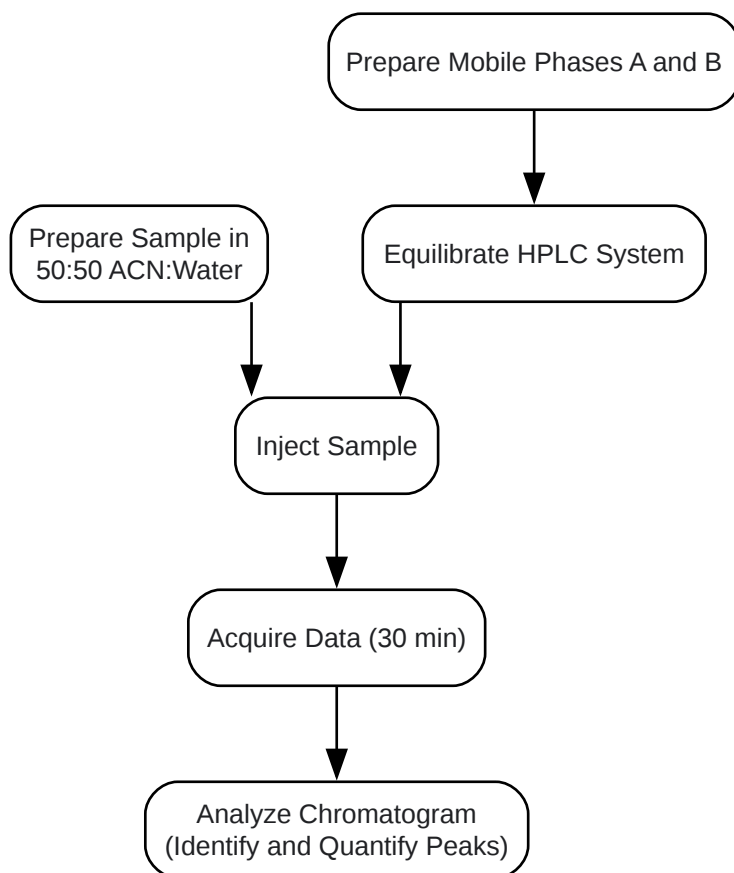 Prepare Mobile Phases A and B
Prepare Sample in
50:50 ACN:Water
Equilibrate HPLC System
Inject Sample
Acquire Data (30 min)
Analyze Chromatogram
(Identify and Quantify Peaks)